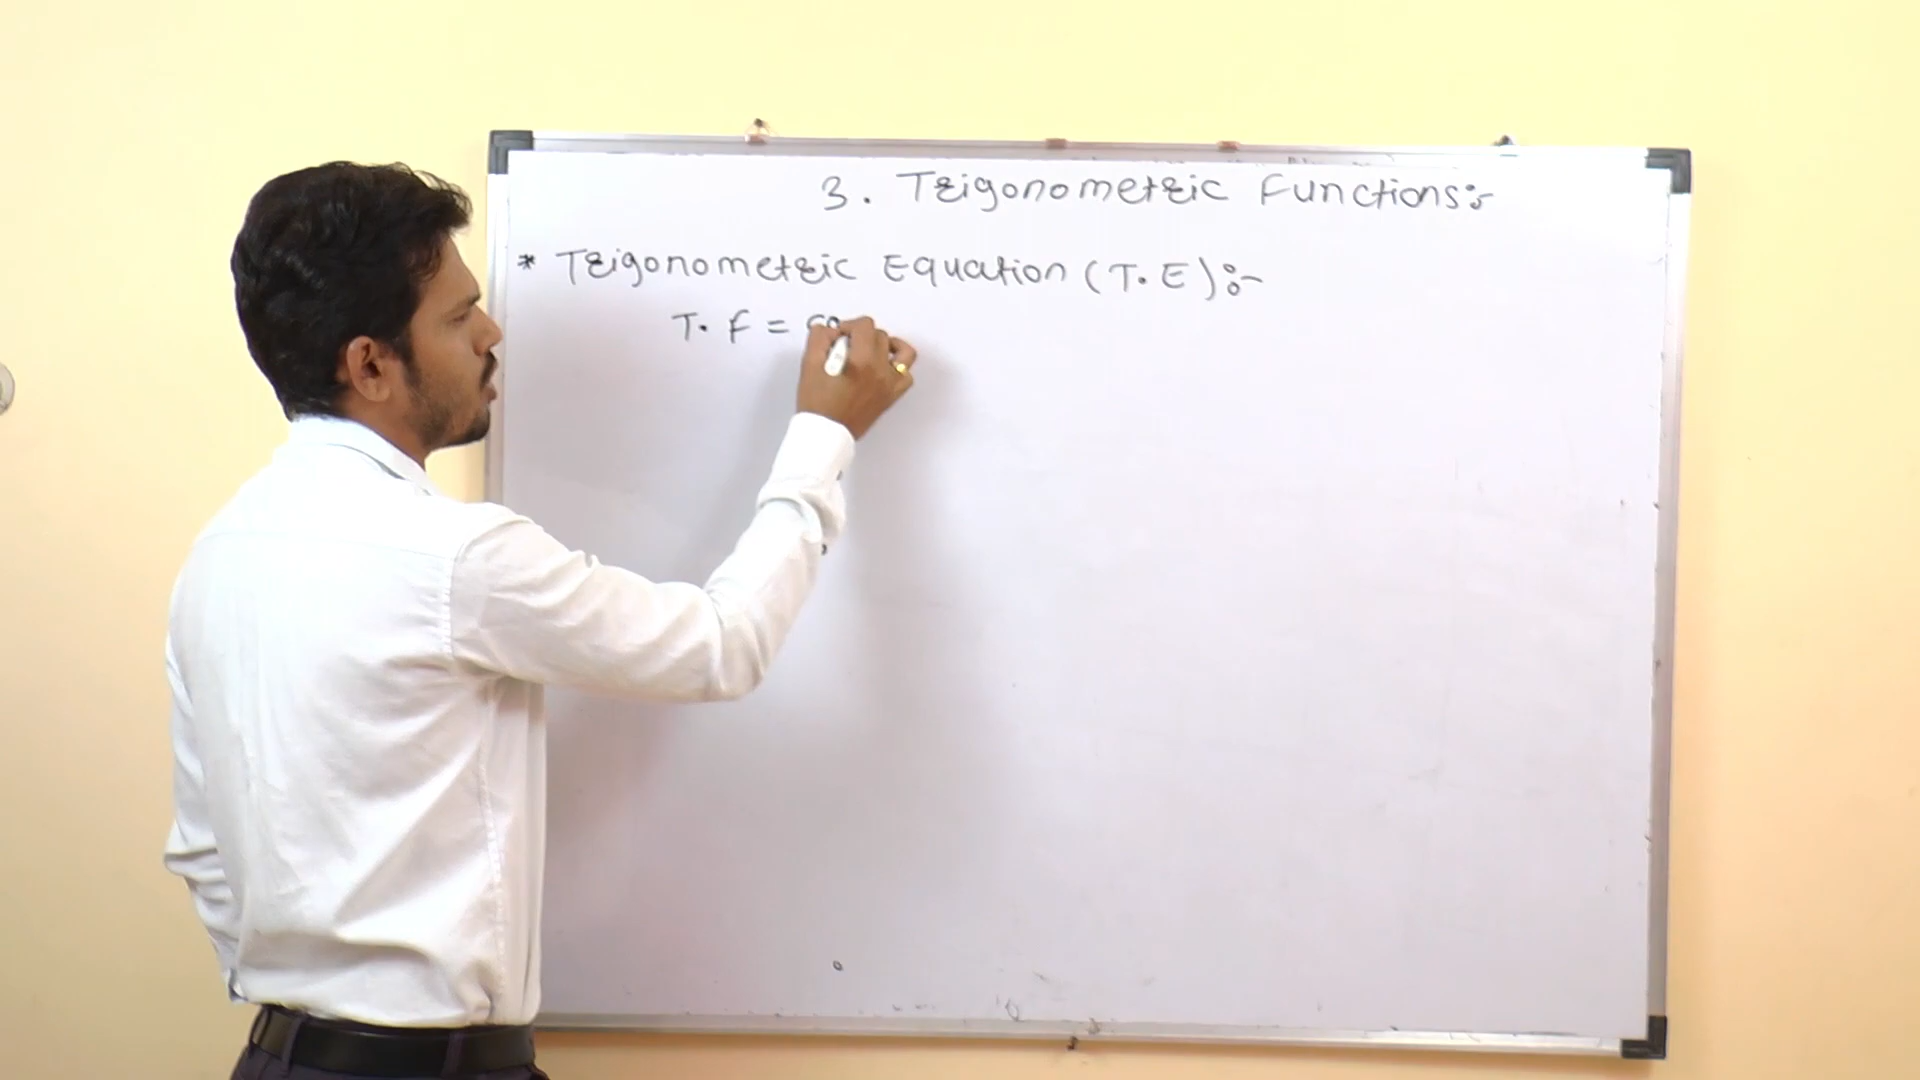 3. Trigonometric Functions:-
* Trigonometric Equation (T.E):-
T. F =